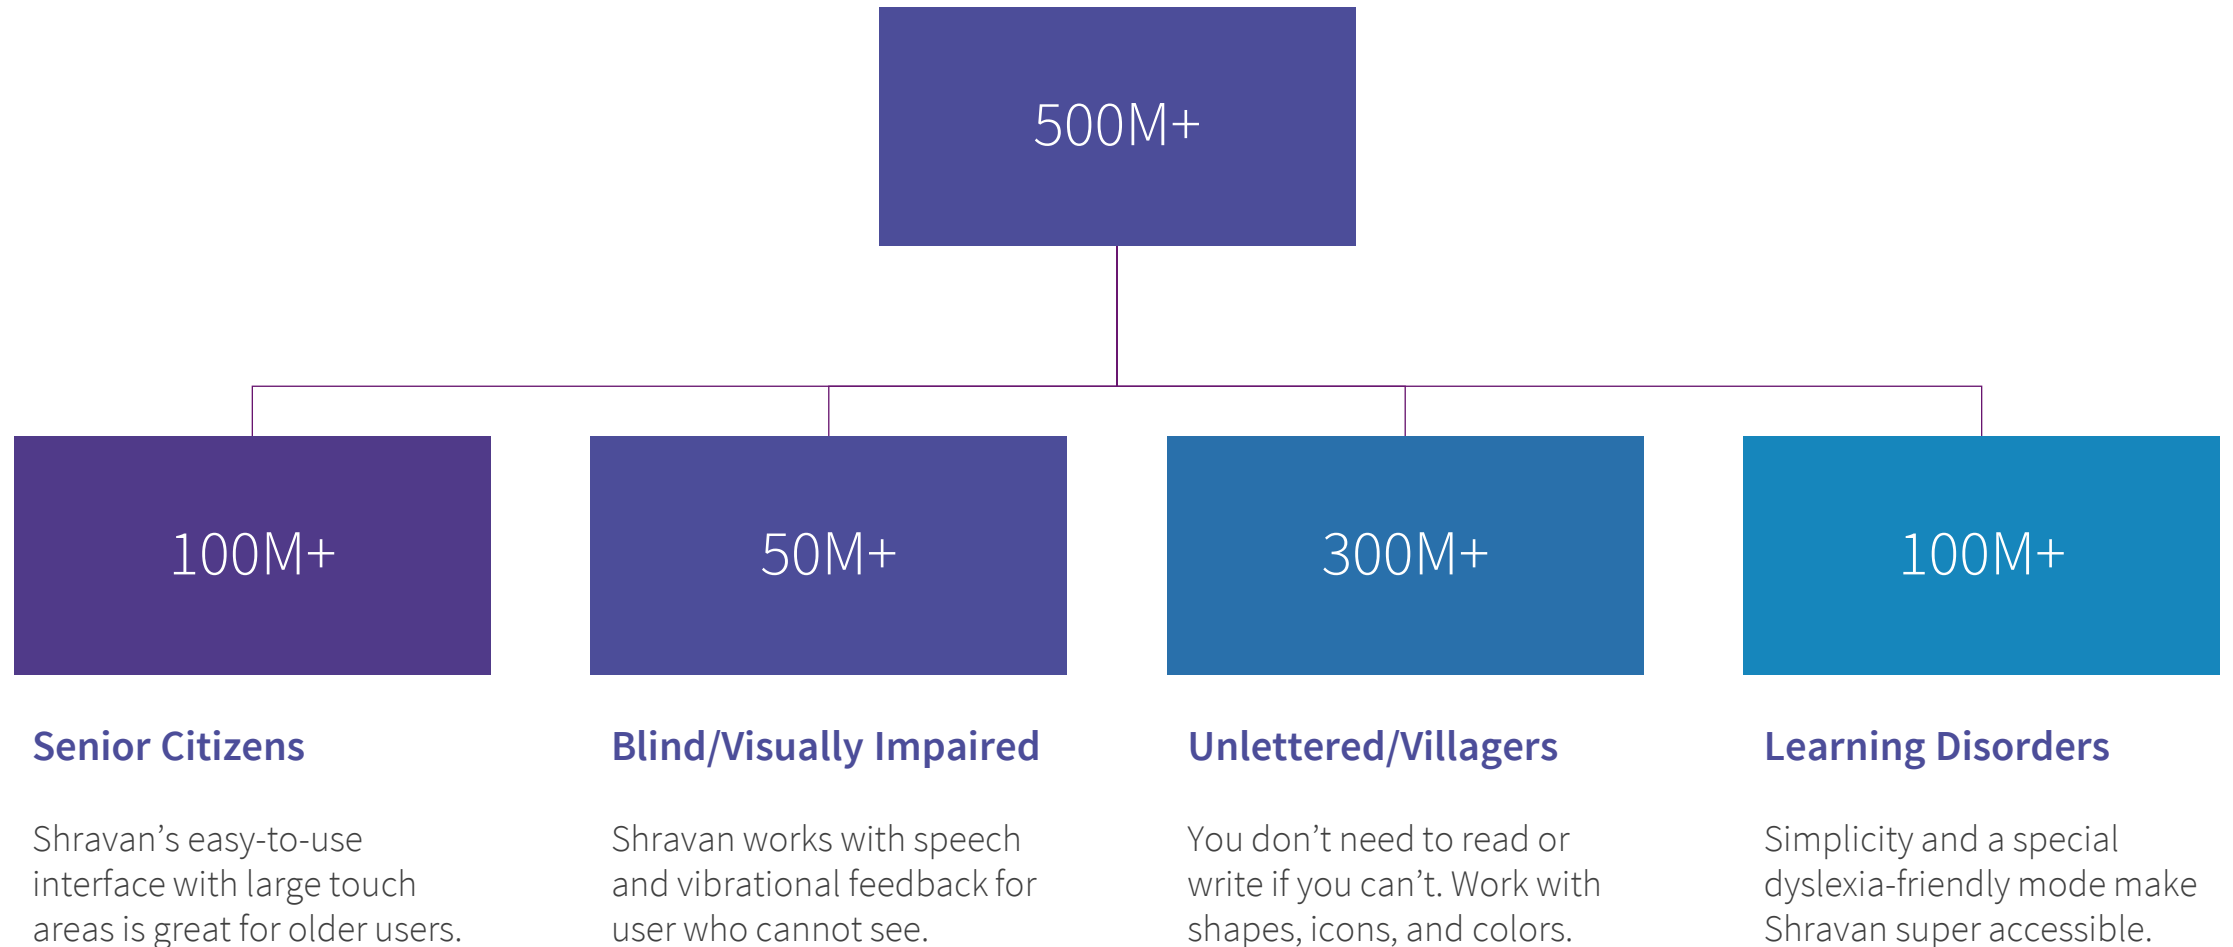 500M+
100M+
50M+
300M+
100M+
Senior Citizens
Shravan’s easy-to-use
interface with large touch
areas is great for older users.
Blind/Visually Impaired
Shravan works with speech
and vibrational feedback for
user who cannot see.
Unlettered/Villagers
You don’t need to read or
write if you can’t. Work with
shapes, icons, and colors.
Learning Disorders
Simplicity and a special
dyslexia-friendly mode make
Shravan super accessible.